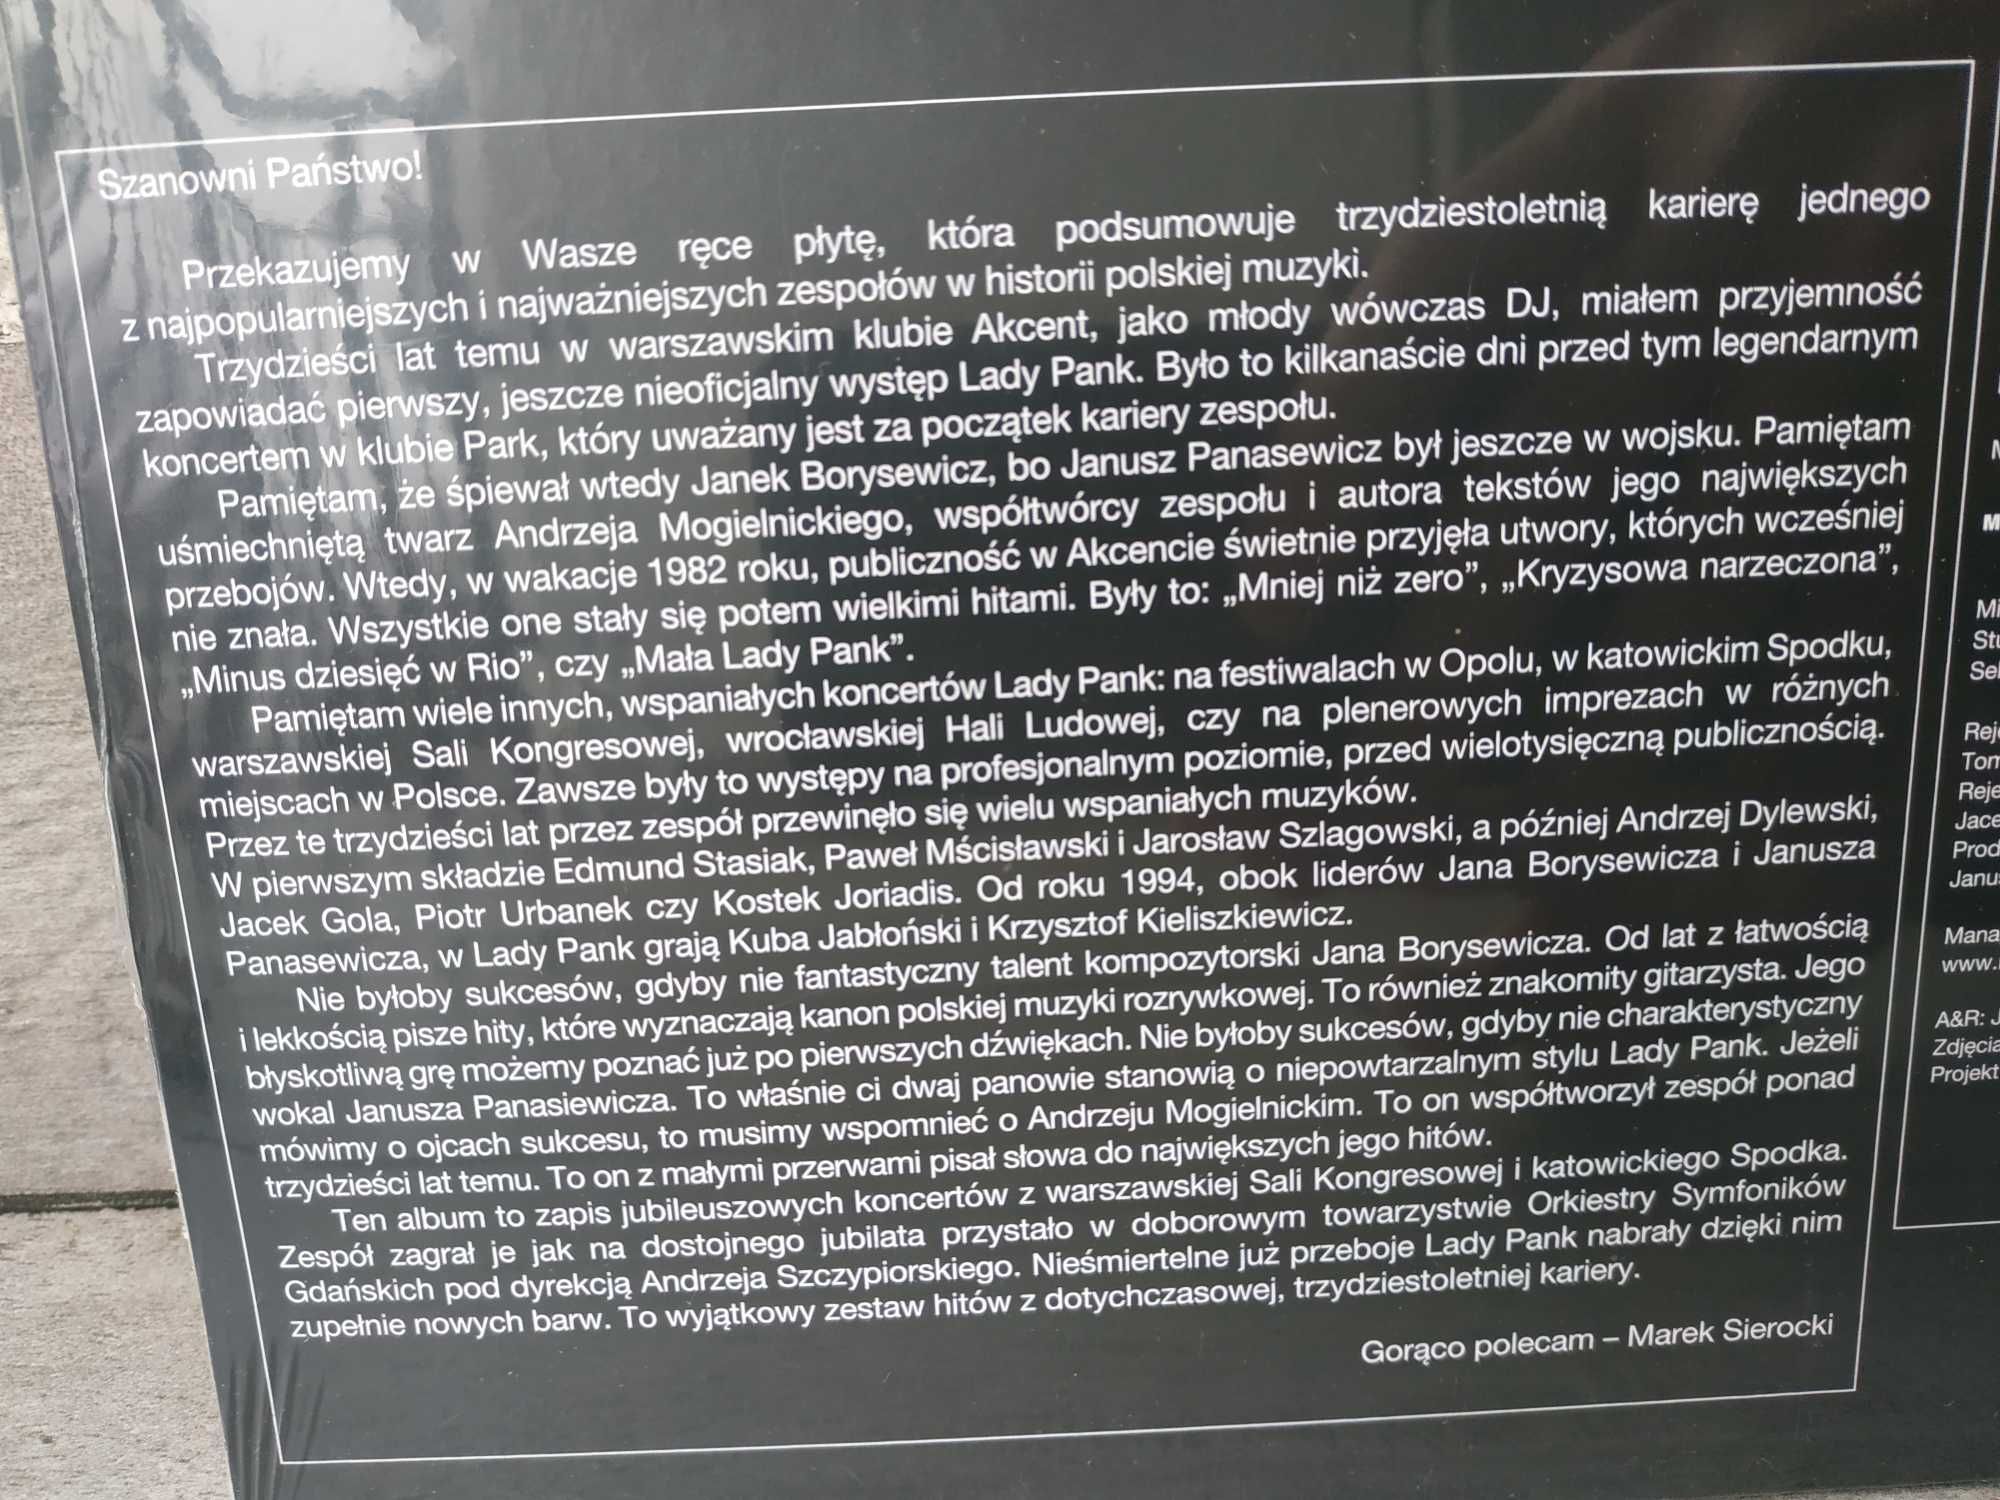 Szanowni Państwo!
Przekazujemy w Wasze ręce płytę, która podsumowuje trzydziestoletnią karierę jednego
z najpopularniejszych i najważniejszych zespołów w historii polskiej muzyki.
Trzydzieści lat temu w warszawskim klubie Akcent, jako młody wówczas DJ, miałem przyjemność
zapowiadać pierwszy, jeszcze nieoficjalny występ Lady Pank. Było to kilkanaście dni przed tym legendarnym
koncertem w klubie Park, który uważany jest za początek kariery zespołu.
Pamiętam, że śpiewał wtedy Janek Borysewicz, bo Janusz Panasewicz był jeszcze w wojsku. Pamiętam
uśmiechniętą twarz Andrzeja Mogielnickiego, współtwórcy zespołu i autora tekstów jego największych
przebojów. Wtedy, w wakacje 1982 roku, publiczność w Akcencie świetnie przyjęła utwory, których wcześniej
nie znała. Wszystkie one stały się potem wielkimi hitami. Były to: „Mniej niż zero”, „Kryzysowa narzeczona”,
„Minus dziesięć w Rio”, czy „Mała Lady Pank”.
Pamiętam wiele innych, wspaniałych koncertów Lady Pank: na festiwalach w Opolu, w katowickim Spodku,
warszawskiej Sali Kongresowej, wrocławskiej Hali Ludowej, czy na plenerowych imprezach w różnych
miejscach w Polsce. Zawsze były to występy na profesjonalnym poziomie, przed wielotysięczną publicznością.
Przez te trzydzieści lat przez zespół przewinęło się wielu wspaniałych muzyków.
W pierwszym składzie Edmund Stasiak, Paweł Mścisławski i Jarosław Szlagowski, a później Andrzej Dylewski,
Jacek Gola, Piotr Urbanek czy Kostek Joriadis. Od roku 1994, obok liderów Jana Borysewicza i Janusza
Panasewicza, w Lady Pank grają Kuba Jabłoński i Krzysztof Kieliszkiewicz.
Nie byłoby sukcesów, gdyby nie fantastyczny talent kompozytorski Jana Borysewicza. Od lat z łatwością
i lekkością pisze hity, które wyznaczają kanon polskiej muzyki rozrywkowej. To również znakomity gitarzysta. Jego
błyskotliwą grę możemy poznać już po pierwszych dźwiękach. Nie byłoby sukcesów, gdyby nie charakterystyczny
wokal Janusza Panasiewicza. To właśnie ci dwaj panowie stanowią o niepowtarzalnym stylu Lady Pank. Jeżeli
mówimy o ojcach sukcesu, to musimy wspomnieć o Andrzeju Mogielnickim. To on współtworzył zespół ponad
trzydzieści lat temu. To on z małymi przerwami pisał słowa do największych jego hitów.
Ten album to zapis jubileuszowych koncertów z warszawskiej Sali Kongresowej i katowickiego Spodka.
Zespół zagrał je jak na dostojnego jubilata przystało w doborowym towarzystwie Orkiestry Symfoników
Gdańskich pod dyrekcją Andrzeja Szczypiorskiego. Nieśmiertelne już przeboje Lady Pank nabrały dzięki nim
zupełnie nowych barw. To wyjątkowy zestaw hitów z dotychczasowej, trzydziestoletniej kariery.
Gorąco polecam – Marek Sierocki
A&R:
Zdjęcia
Projekt